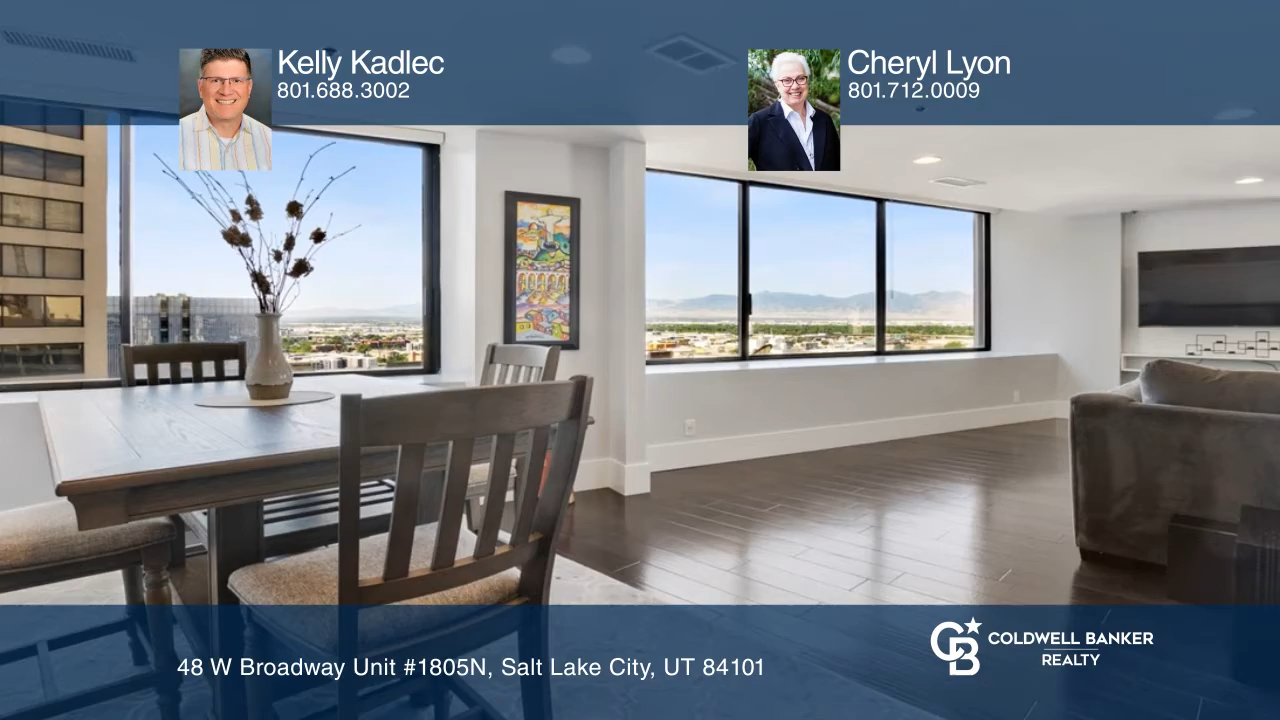 Kelly Kadlec
801.688.3002
Cheryl Lyon
801.712.0009
48 W Broadway Unit #1805N, Salt Lake City, UT 84101
CB
COLDWELL BANKER
REALTY